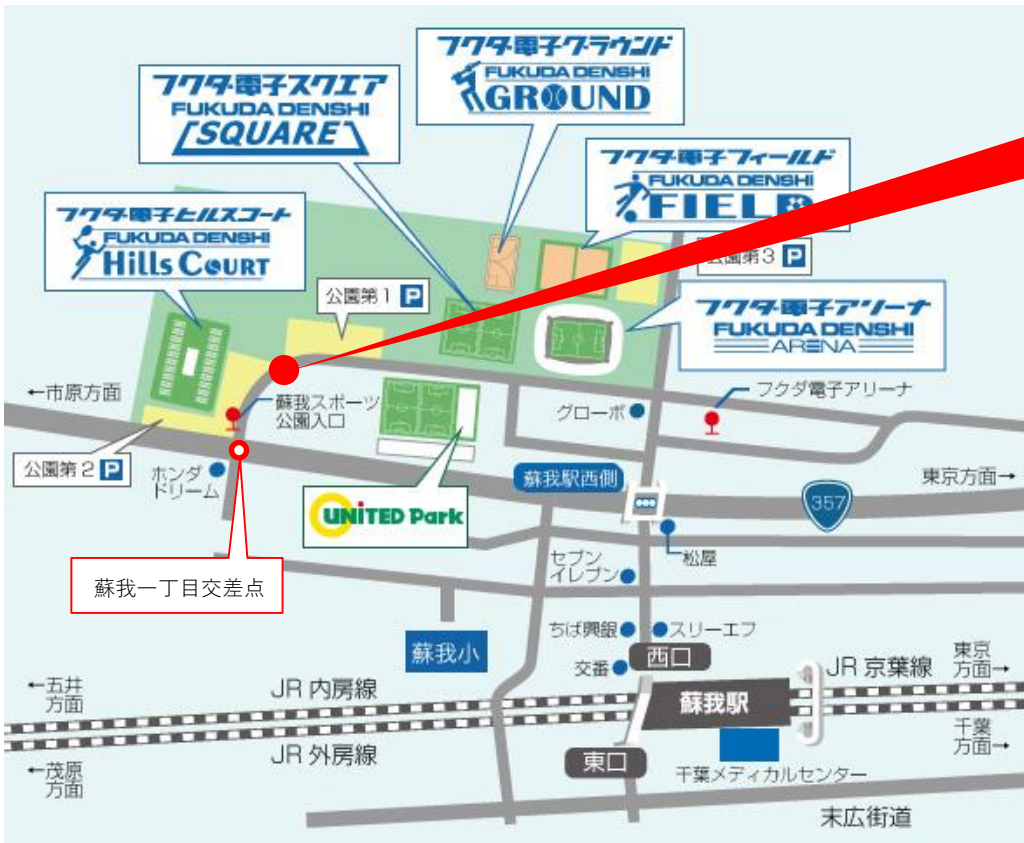 フクダ電子グラウンド
FUKUDA DENSHI
GROUND
フクダ電子スクエア
FUKUDA DENSHI
SQUARE
フクダ電子フィールド
FUKUDA DENSHI
FIELD
フクダ電子ヒルスコート
FUKUDA DENSHI
Hills COURT
公園第3 P
公園第1 P
フクダ電子アリーナ
FUKUDA DENSHI
ARENA
←市原方面
蘇我スポーツ
公園入口
グローボ
フクダ電子アリーナ
公園第2 P
ホンダ
ドリーム
UNITED Park
蘇我駅西側
357
東京方面→
蘇我一丁目交差点
セブン
イレブン
松屋
蘇我小
ちば興銀
スリーエフ
交番
西口
←五井
方面
JR 内房線
蘇我駅
JR 京葉線
東京
方面→
←茂原
方面
JR 外房線
東口
千葉メディカルセンター
千葉
方面→
末広街道